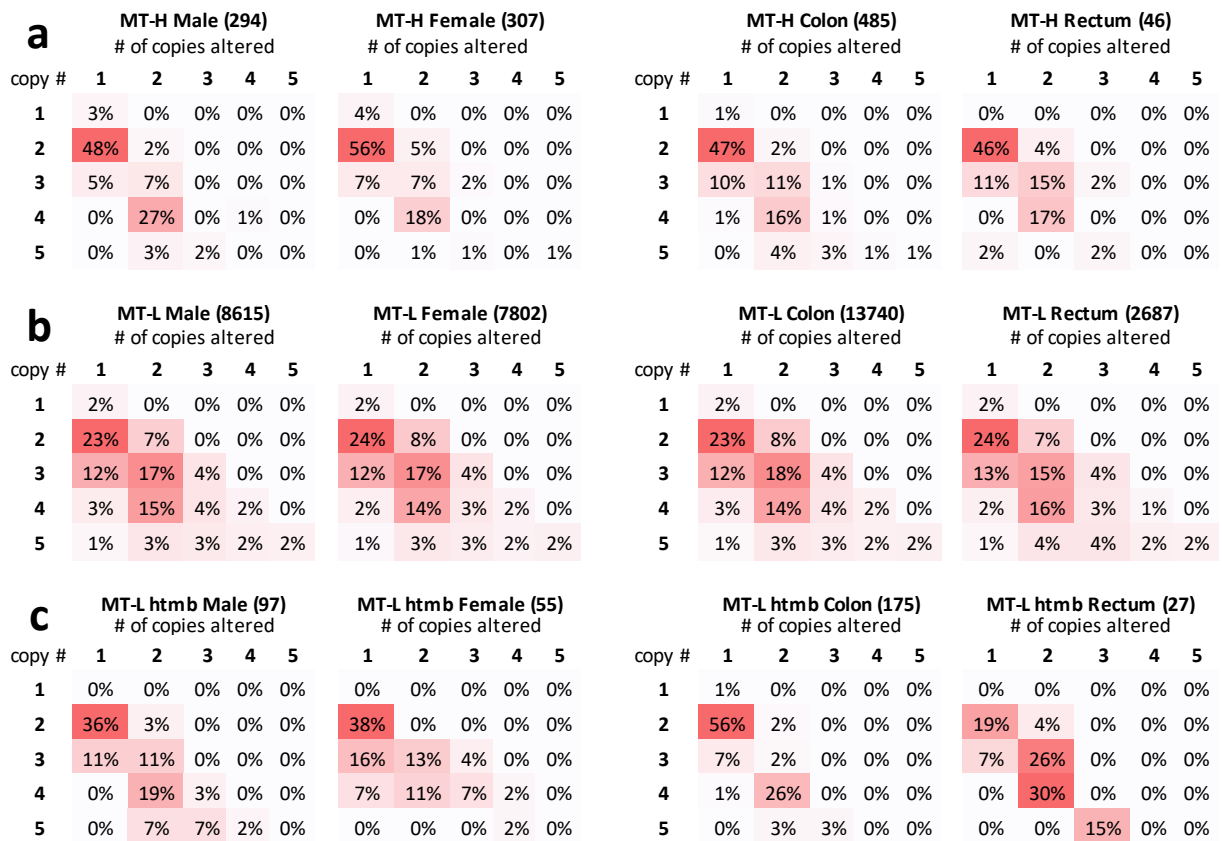 a
MT-H Male (294) MT-H Female (307) MT-H Colon (485) MT-H Rectum (46)
# of copies altered # of copies altered # of copies altered # of copies altered
copy # 1 2 3 4 5 1 2 3 4 5 copy # 1 2 3 4 5 1 2 3 4 5
1 3% 0% 0% 0% 0% 4% 0% 0% 0% 0% 1 1% 0% 0% 0% 0% 0% 0% 0% 0% 0%
2 48% 2% 0% 0% 0% 56% 5% 0% 0% 0% 2 47% 2% 0% 0% 0% 46% 4% 0% 0% 0%
3 5% 7% 0% 0% 0% 7% 7% 2% 0% 0% 3 10% 11% 1% 0% 0% 11% 15% 2% 0% 0%
4 0% 27% 0% 1% 0% 0% 18% 0% 0% 0% 4 1% 16% 1% 0% 0% 0% 17% 0% 0% 0%
5 0% 3% 2% 0% 0% 0% 1% 1% 0% 1% 5 0% 4% 3% 1% 1% 2% 0% 2% 0% 0%
b
MT-L Male (8615) MT-L Female (7802) MT-L Colon (13740) MT-L Rectum (2687)
# of copies altered # of copies altered # of copies altered # of copies altered
copy # 1 2 3 4 5 1 2 3 4 5 copy # 1 2 3 4 5 1 2 3 4 5
1 2% 0% 0% 0% 0% 2% 0% 0% 0% 0% 1 2% 0% 0% 0% 0% 2% 0% 0% 0% 0%
2 23% 7% 0% 0% 0% 24% 8% 0% 0% 0% 2 23% 8% 0% 0% 0% 24% 7% 0% 0% 0%
3 12% 17% 4% 0% 0% 12% 17% 4% 0% 0% 3 12% 18% 4% 0% 0% 13% 15% 4% 0% 0%
4 3% 15% 4% 2% 0% 2% 14% 3% 2% 0% 4 3% 14% 4% 2% 0% 2% 16% 3% 1% 0%
5 1% 3% 3% 2% 2% 1% 3% 3% 2% 2% 5 1% 3% 3% 2% 2% 1% 4% 4% 2% 2%
c
MT-L htmb Male (97) MT-L htmb Female (55) MT-L htmb Colon (175) MT-L htmb Rectum (27)
# of copies altered # of copies altered # of copies altered # of copies altered
copy # 1 2 3 4 5 1 2 3 4 5 copy # 1 2 3 4 5 1 2 3 4 5
1 0% 0% 0% 0% 0% 0% 0% 0% 0% 0% 1 1% 0% 0% 0% 0% 0% 0% 0% 0% 0%
2 36% 3% 0% 0% 0% 38% 0% 0% 0% 0% 2 56% 2% 0% 0% 0% 19% 4% 0% 0% 0%
3 11% 11% 0% 0% 0% 16% 13% 4% 0% 0% 3 7% 2% 0% 0% 0% 7% 26% 0% 0% 0%
4 0% 19% 3% 0% 0% 7% 11% 7% 2% 0% 4 1% 26% 0% 0% 0% 0% 30% 0% 0% 0%
5 0% 7% 7% 2% 0% 0% 0% 0% 2% 0% 5 0% 3% 3% 0% 0% 0% 0% 15% 0% 0%